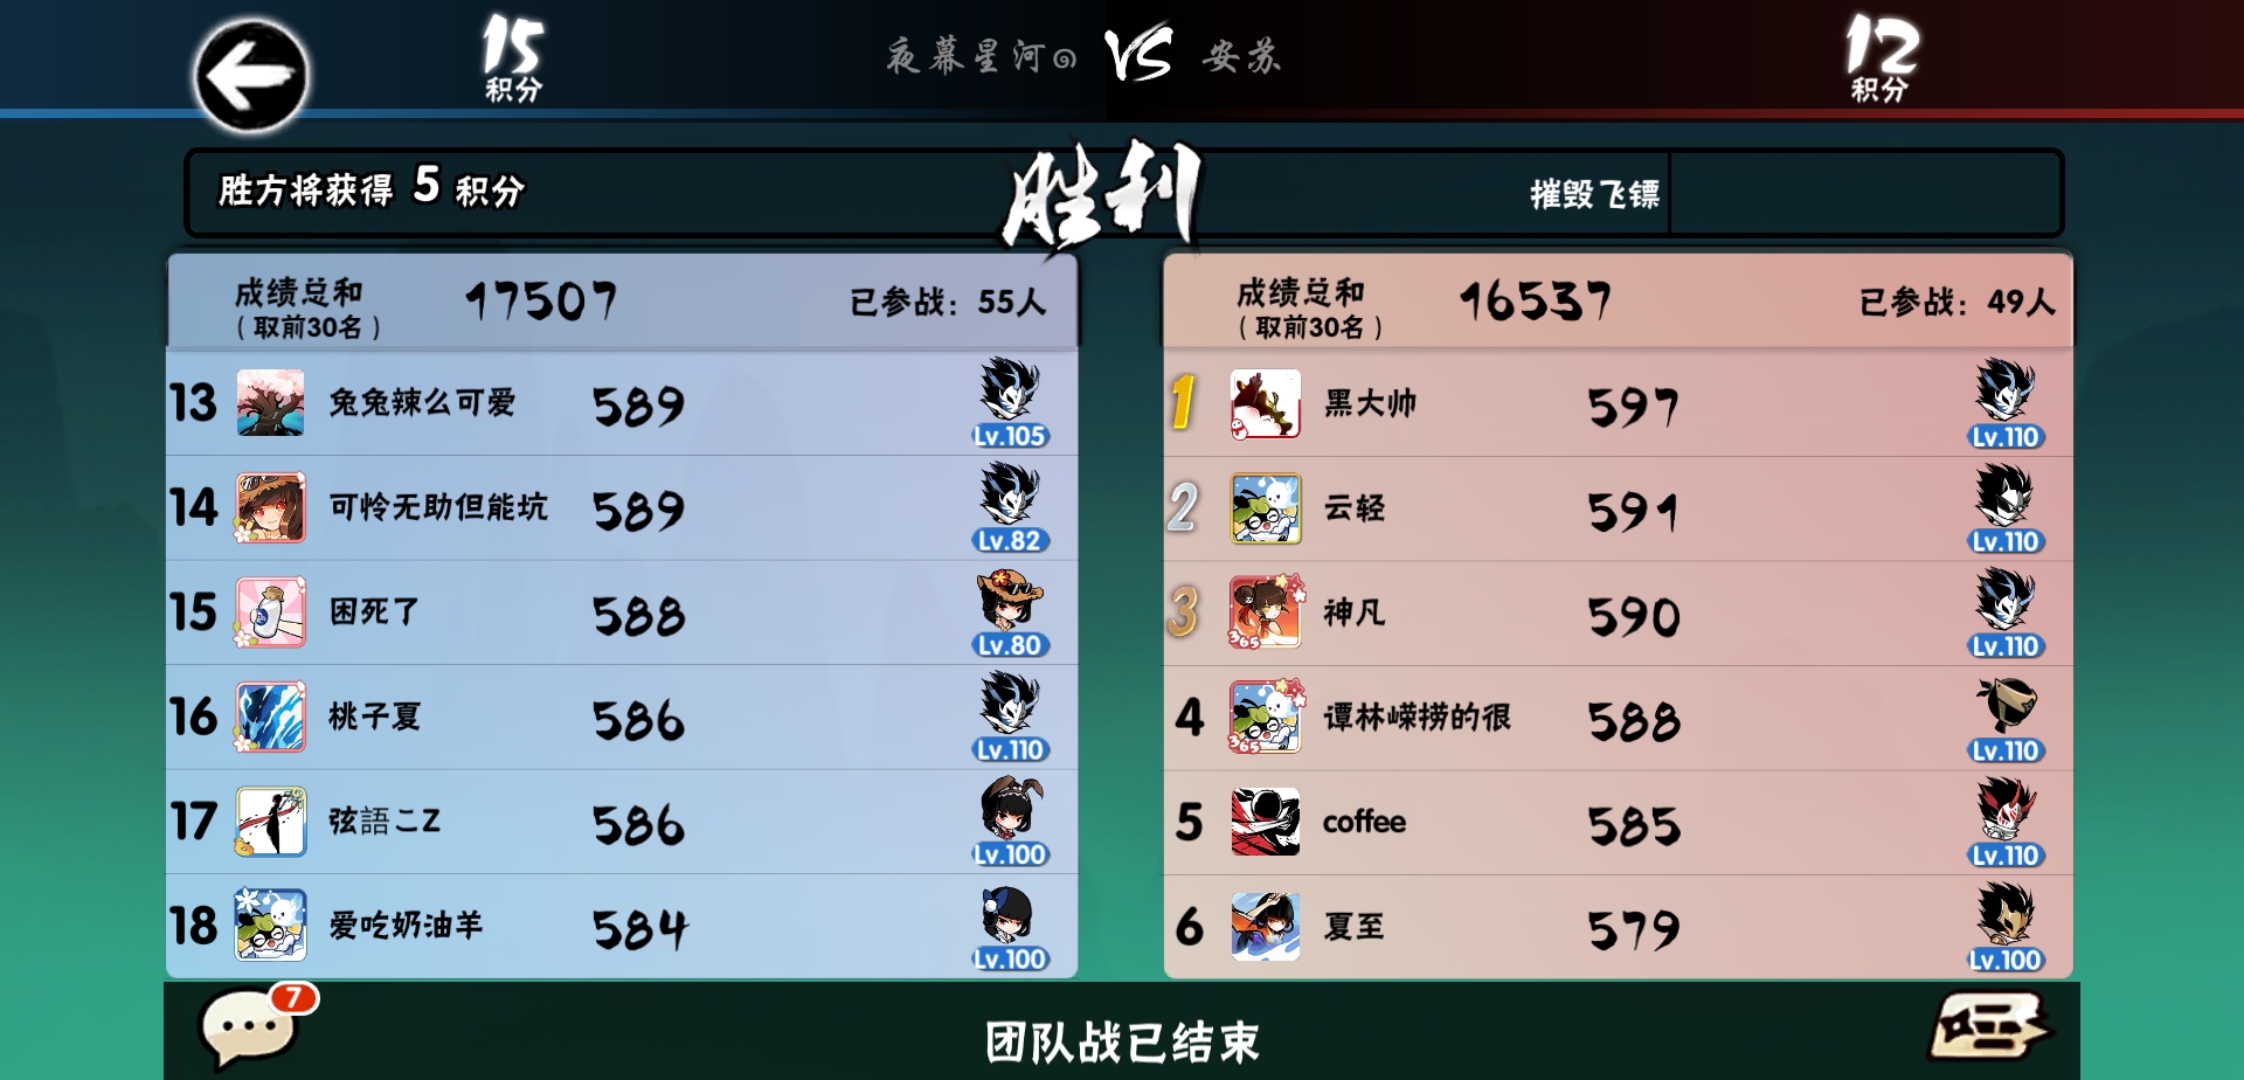 15
积分
夜幕星河๑ VS 安苏
12
积分
胜方将获得 5 积分
胜利
摧毁飞镖
成绩总和
(取前30名)
17507
已参战: 55人
13 兔兔辣么可爱 589 Lv.105
14 可怜无助但能坑 589 Lv.82
15 困死了 588 Lv.80
16 桃子夏 586 Lv.110
17 弦語こZ 586 Lv.100
18 爱吃奶油羊 584 Lv.100
成绩总和
(取前30名)
16537
已参战: 49人
1 黑大帅 597 Lv.110
2 云轻 591 Lv.110
3 365 神凡 590 Lv.110
4 365 谭林嵘捞的很 588 Lv.110
5 coffee 585 Lv.110
6 夏至 579 Lv.100
7
团队战已结束